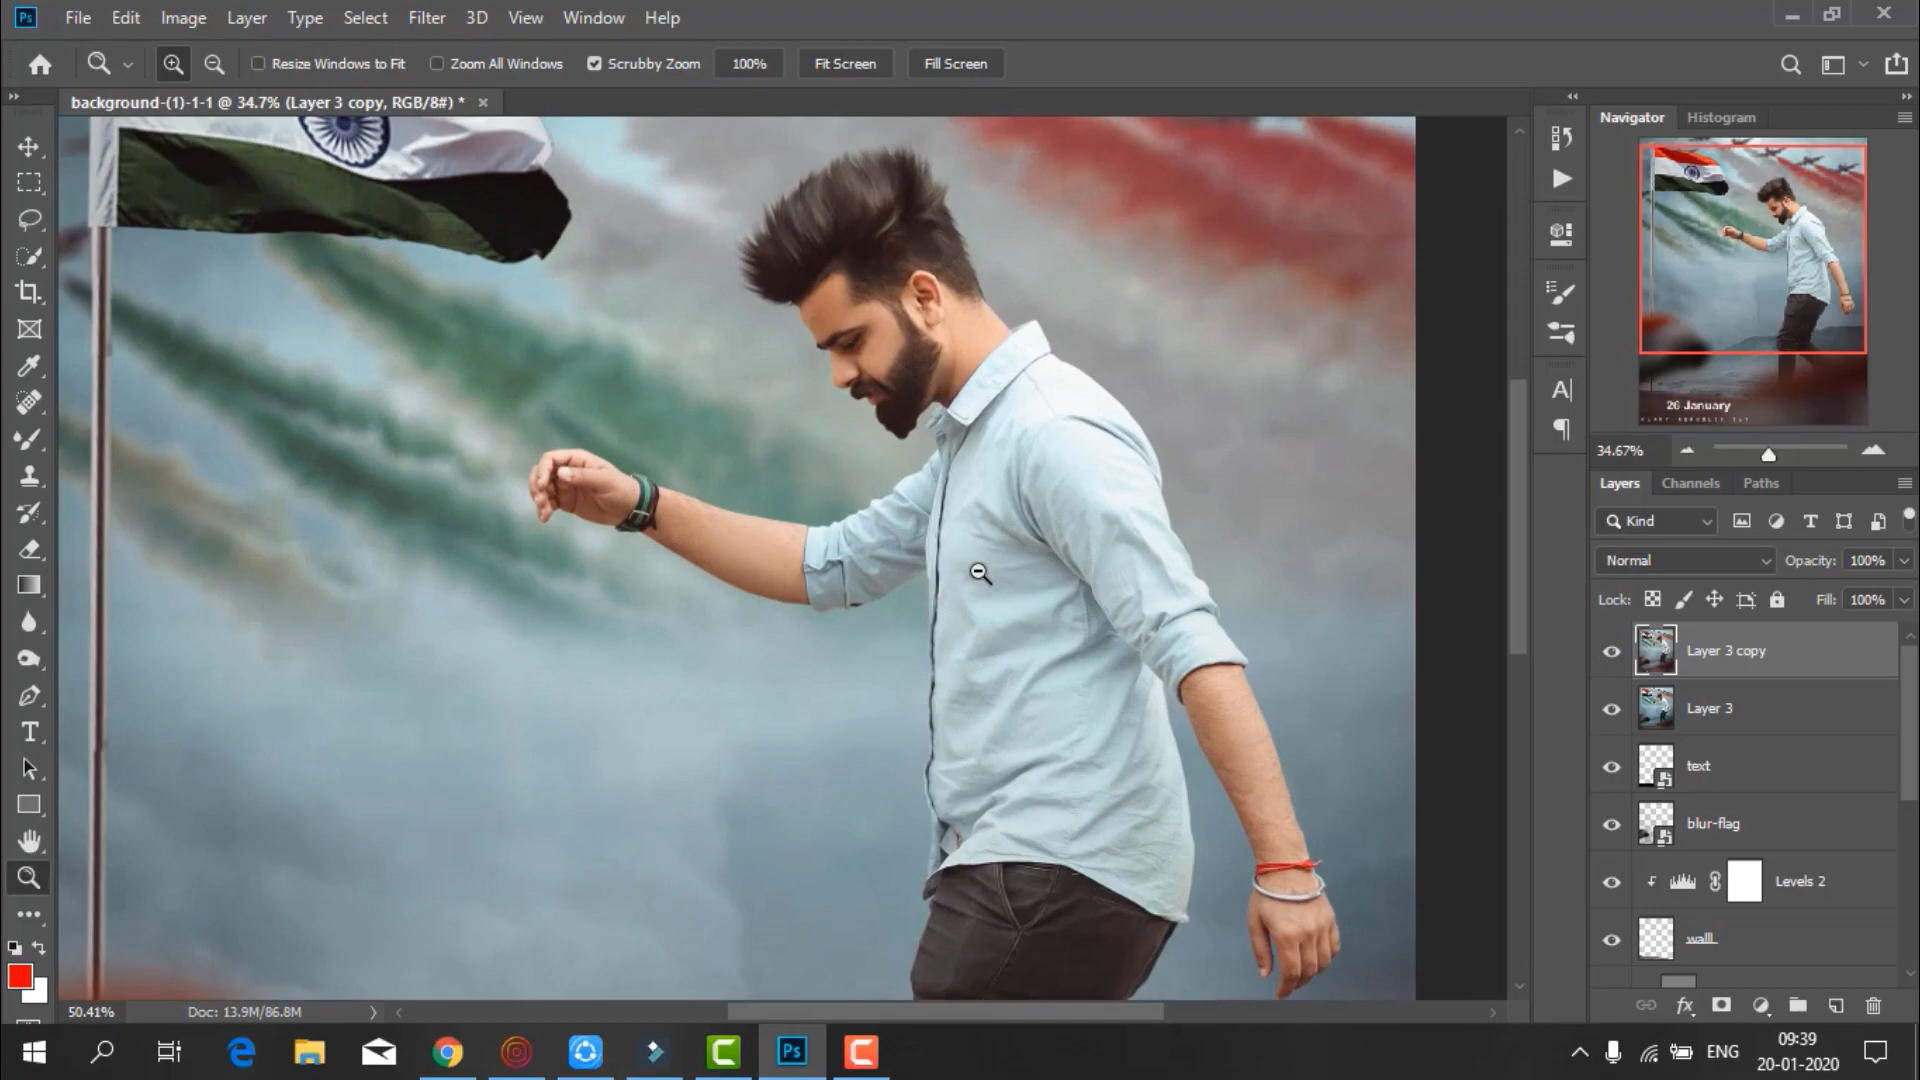 Ps File Edit Image Layer Type Select Filter 3D View Window Help
Resize Windows to Fit Zoom All Windows Scrubby Zoom 100% Fit Screen Fill Screen
background-(1)-1-1 @ 34.7% (Layer 3 copy, RGB/8#) *
Navigator Histogram
26 January
34.67%
Layers Channels Paths
Kind
Normal Opacity: 100%
Lock: Fill: 100%
Layer 3 copy
Layer 3
text
blur-flag
Levels 2
walll
50.41% Doc: 13.9M/86.8M
Ps ENG 09:39
20-01-2020